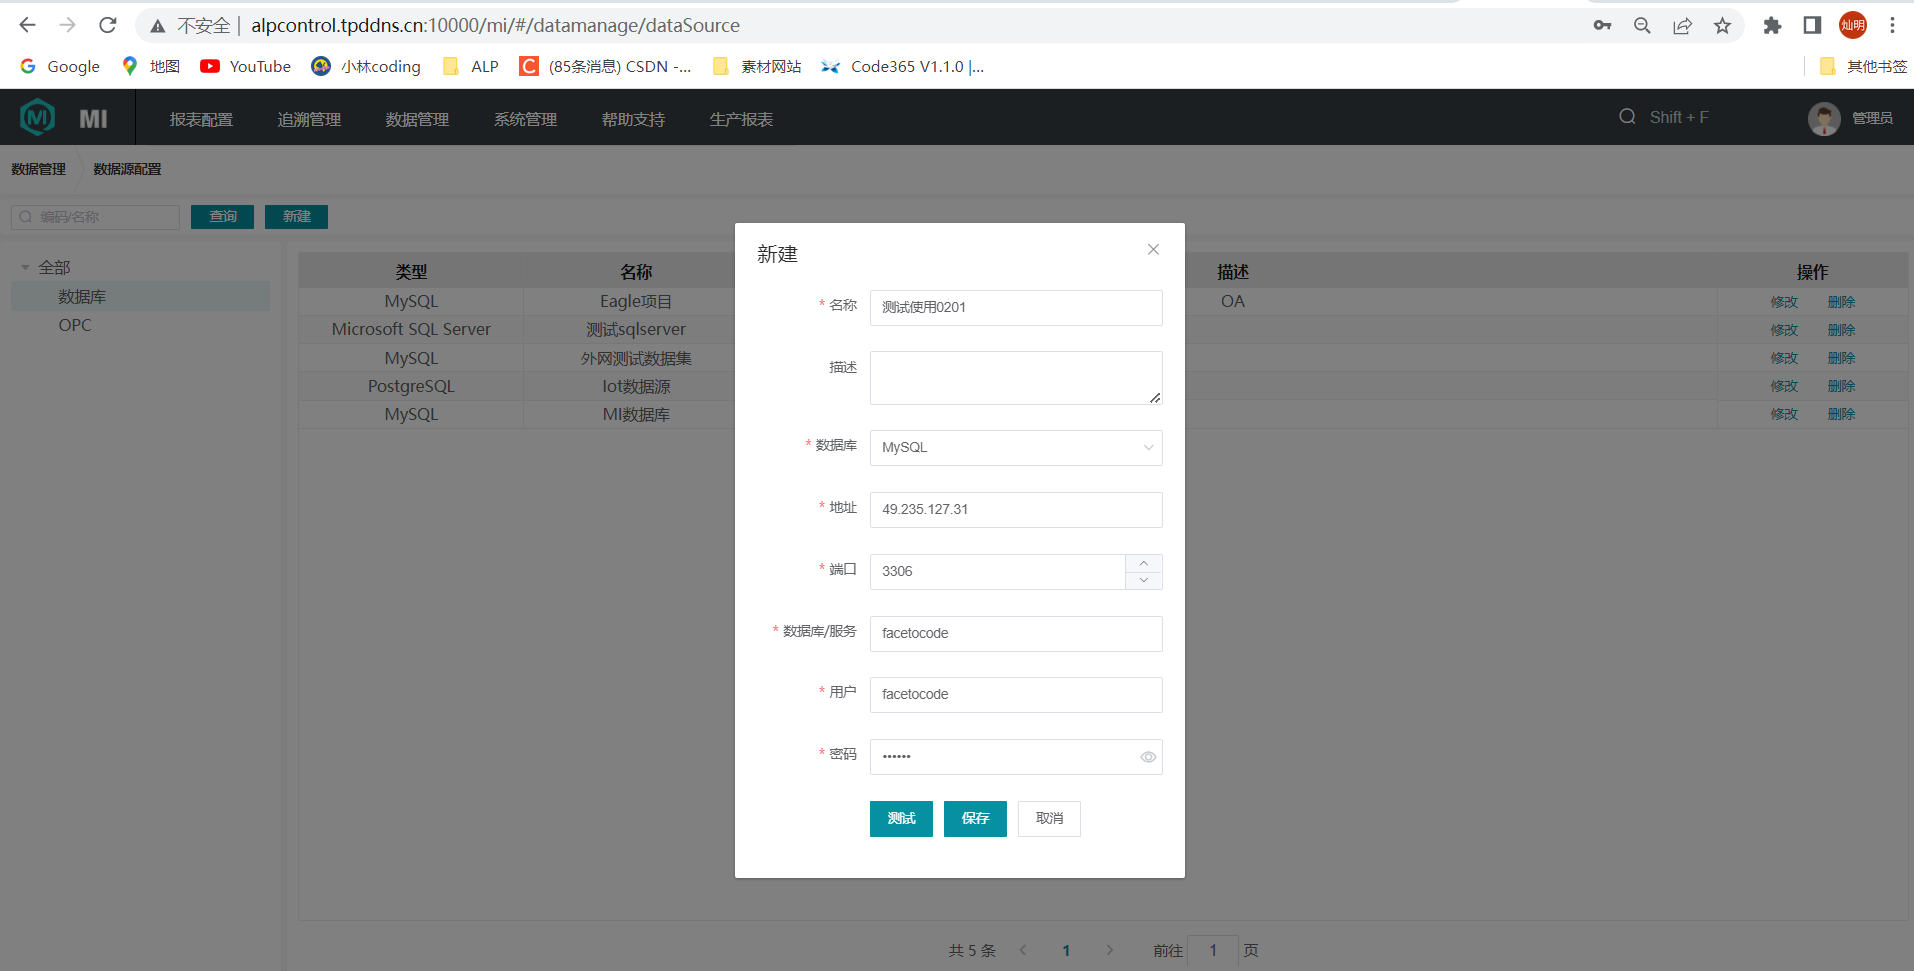 不安全 | alpcontrol.tpddns.cn:10000/mi/#/datamanage/dataSource 灿明
Google 地图 YouTube 小林coding ALP (85条消息) CSDN -... 素材网站 Code365 V1.1.0 |... 其他书签
MI MI 报表配置 追溯管理 数据管理 系统管理 帮助支持 生产报表 Shift + F 管理员
数据管理 数据源配置
编码/名称 查询 新建
全部
数据库
OPC
类型 名称 描述 操作
MySQL Eagle项目 OA 修改 删除
Microsoft SQL Server 测试sqlserver 修改 删除
MySQL 外网测试数据集 修改 删除
PostgreSQL Iot数据源 修改 删除
MySQL MI数据库 修改 删除
新建
* 名称 测试使用0201
描述
* 数据库 MySQL
* 地址 49.235.127.31
* 端口 3306
* 数据库/服务 facetocode
* 用户 facetocode
* 密码 ••••••
测试 保存 取消
共 5 条 1 前往 1 页